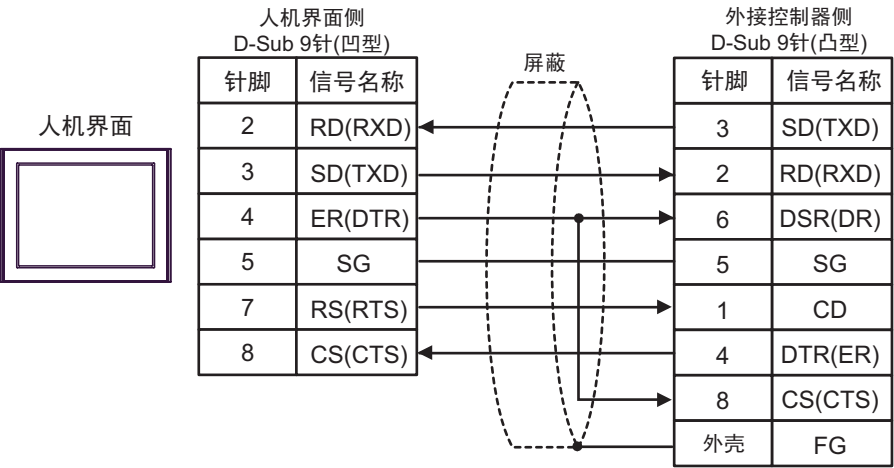 人机界面侧
D-Sub 9针(凹型)
外接控制器侧
D-Sub 9针(凸型)
屏蔽
人机界面
针脚 信号名称
2 RD(RXD)
3 SD(TXD)
4 ER(DTR)
5 SG
7 RS(RTS)
8 CS(CTS)
针脚 信号名称
3 SD(TXD)
2 RD(RXD)
6 DSR(DR)
5 SG
1 CD
4 DTR(ER)
8 CS(CTS)
外壳 FG